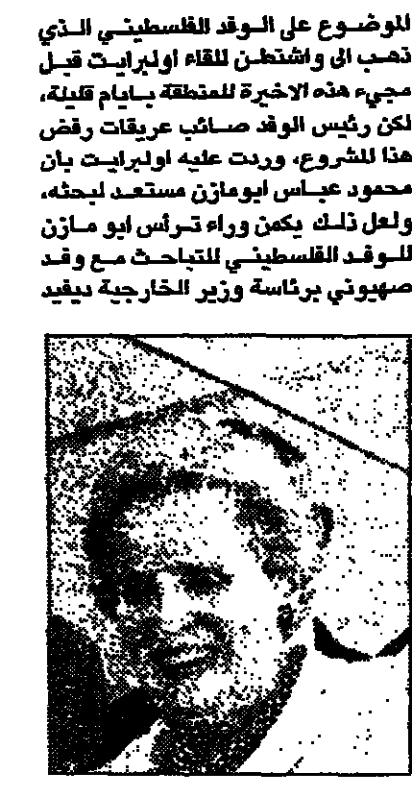 الموضوع على الوفد الفلسطيني الذي
ذهب الى واشنطن للقاء اولبرايت قبل
مجيء هذه الاخيرة للمنطقة بايام قليلة،
لكن رئيس الوفد صائب عريقات رفض
هذا المشروع، وردت عليه اولبرايت بان
محمود عباس ابومازن مستعد لبحثه،
ولعل ذلك يكمن وراء ترأس ابو مازن
للوفد الفلسطيني للتباحث مع وفد
صهيوني برئاسة وزير الخارجية ديفيد